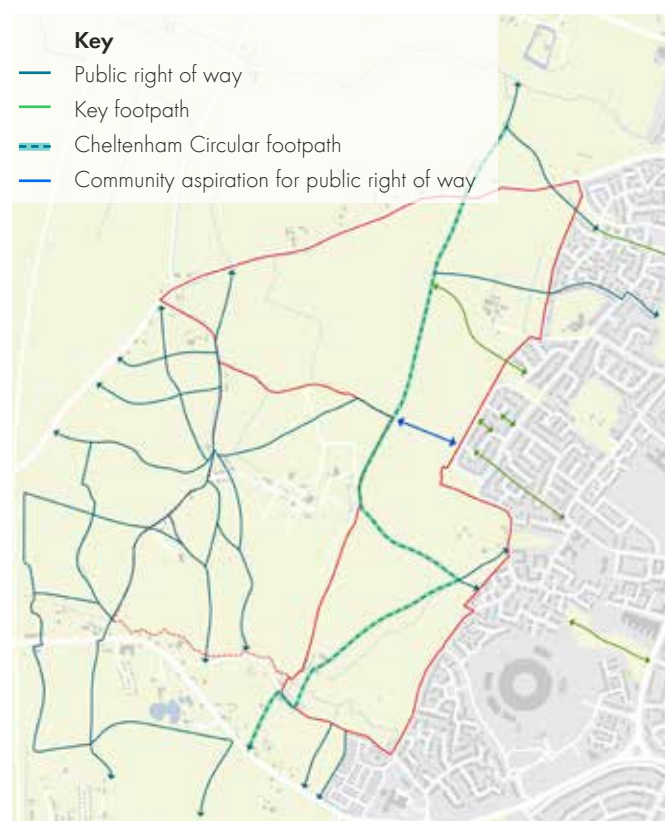 Key
Public right of way
Key footpath
Cheltenham Circular footpath
Community aspiration for public right of way